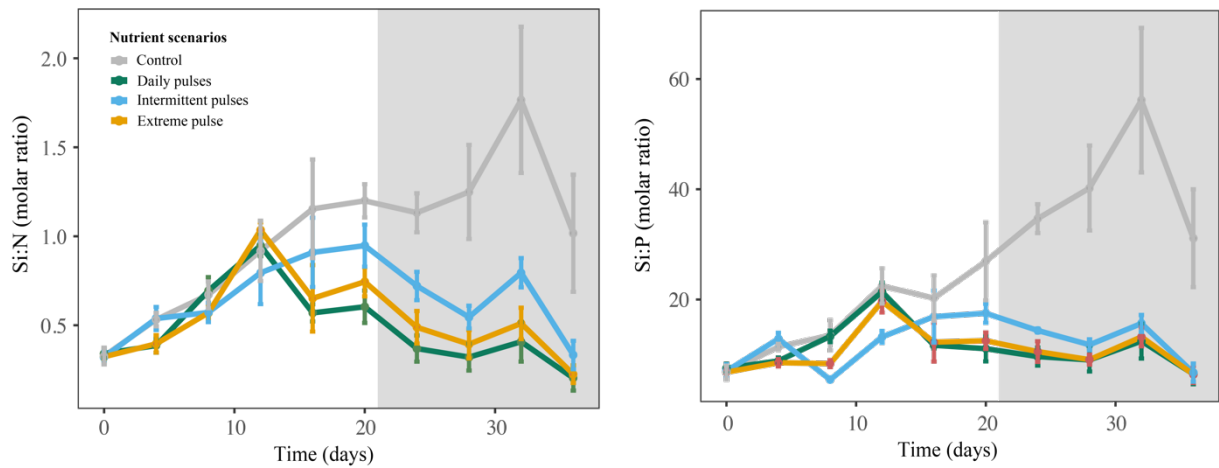 Si:N (molar ratio)
2.0
1.5
1.0
0.5
Nutrient scenarios
Control
Daily pulses
Intermittent pulses
Extreme pulse
0
10
20
30
Time (days)
Si:P (molar ratio)
60
40
20
0
10
20
30
Time (days)